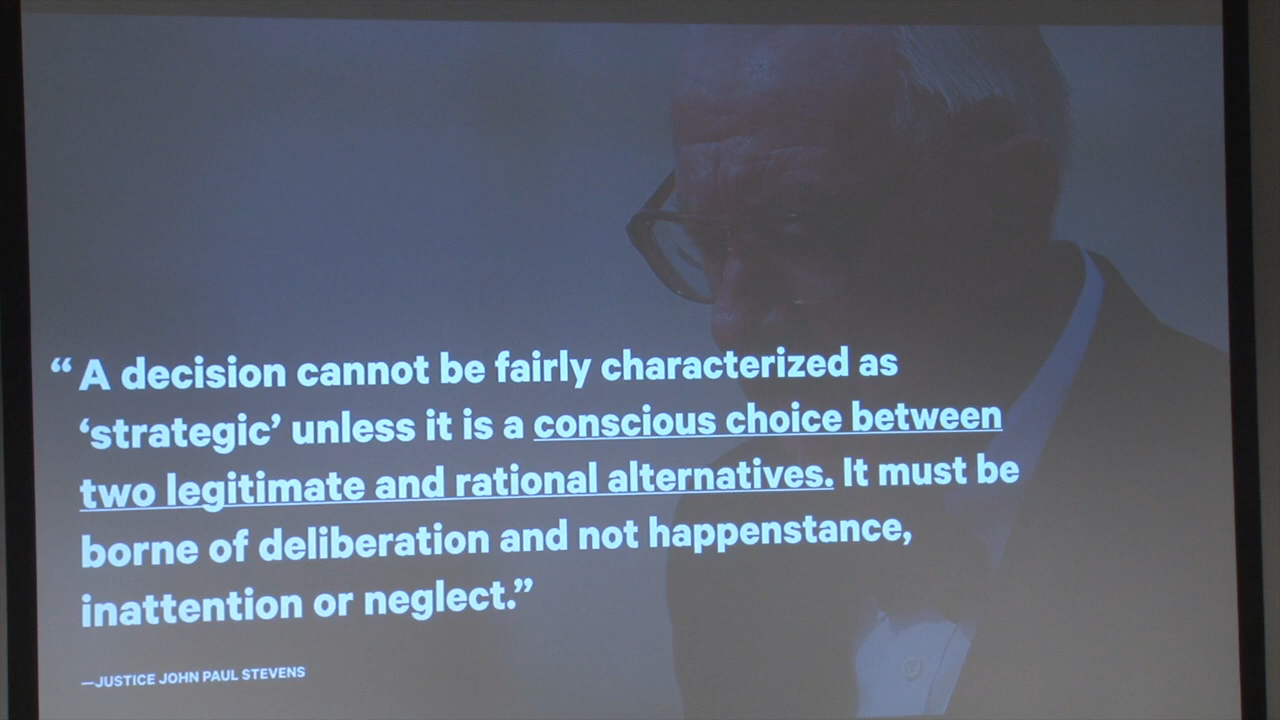 “ A decision cannot be fairly characterized as
‘strategic’ unless it is a conscious choice between
two legitimate and rational alternatives. It must be
borne of deliberation and not happenstance,
inattention or neglect.”
—JUSTICE JOHN PAUL STEVENS